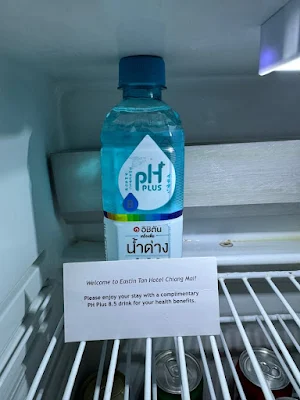 pH
PLUS
อิชิตัน
น้ำด่าง
Welcome to Eastin Tan Hotel Chiang Mai!
Please enjoy your stay with a complimentary
PH Plus 8.5 drink for your health benefits.